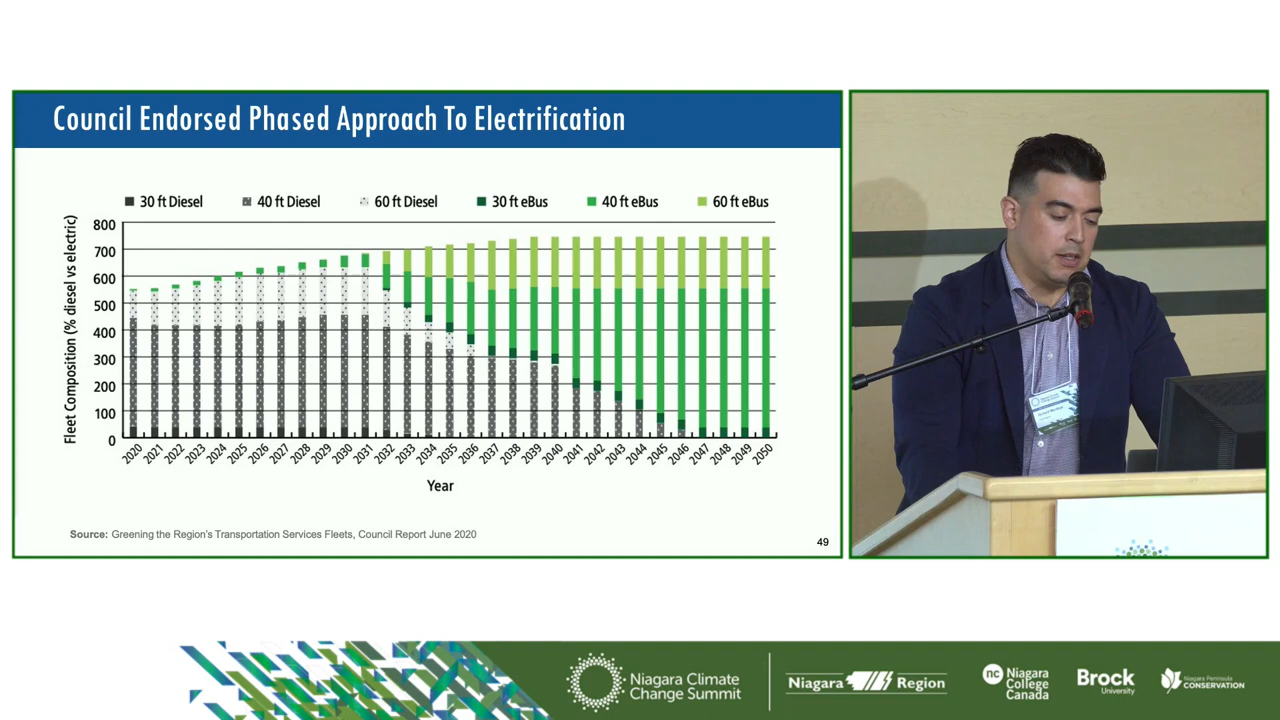 Council Endorsed Phased Approach To Electrification
30 ft Diesel 40 ft Diesel 60 ft Diesel 30 ft eBus 40 ft eBus 60 ft eBus
Fleet Composition (% diesel vs electric)
800
700
600
500
400
300
200
100
0
2020 2021 2022 2023 2024 2025 2026 2027 2028 2029 2030 2031 2032 2033 2034 2035 2036 2037 2038 2039 2040 2041 2042 2043 2044 2045 2046 2047 2048 2049 2050
Year
Source: Greening the Region's Transportation Services Fleets, Council Report June 2020
49
Niagara Climate
Change Summit
Niagara Region
nc
Niagara
College
Canada
Brock
University
Niagara Peninsula
CONSERVATION